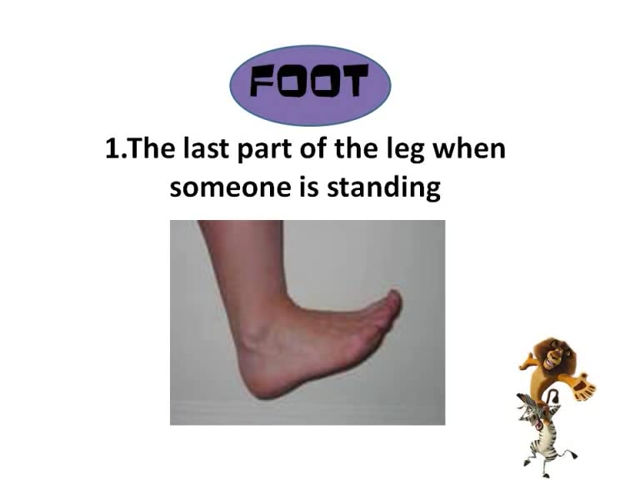 FOOT
1.The last part of the leg when
someone is standing